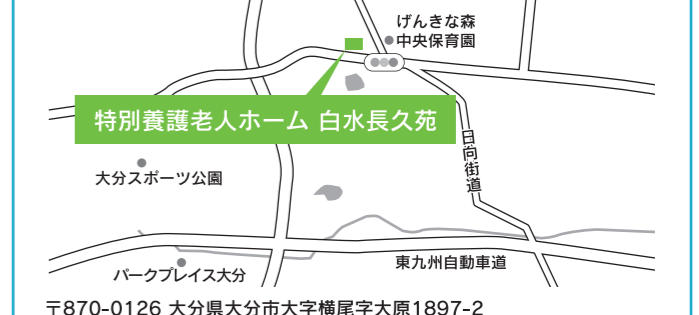 げんきな森
中央保育園
特別養護老人ホーム 白水長久苑
日向街道
大分スポーツ公園
東九州自動車道
パークプレイス大分
〒870-0126 大分県大分市大字横尾字大原1897-2